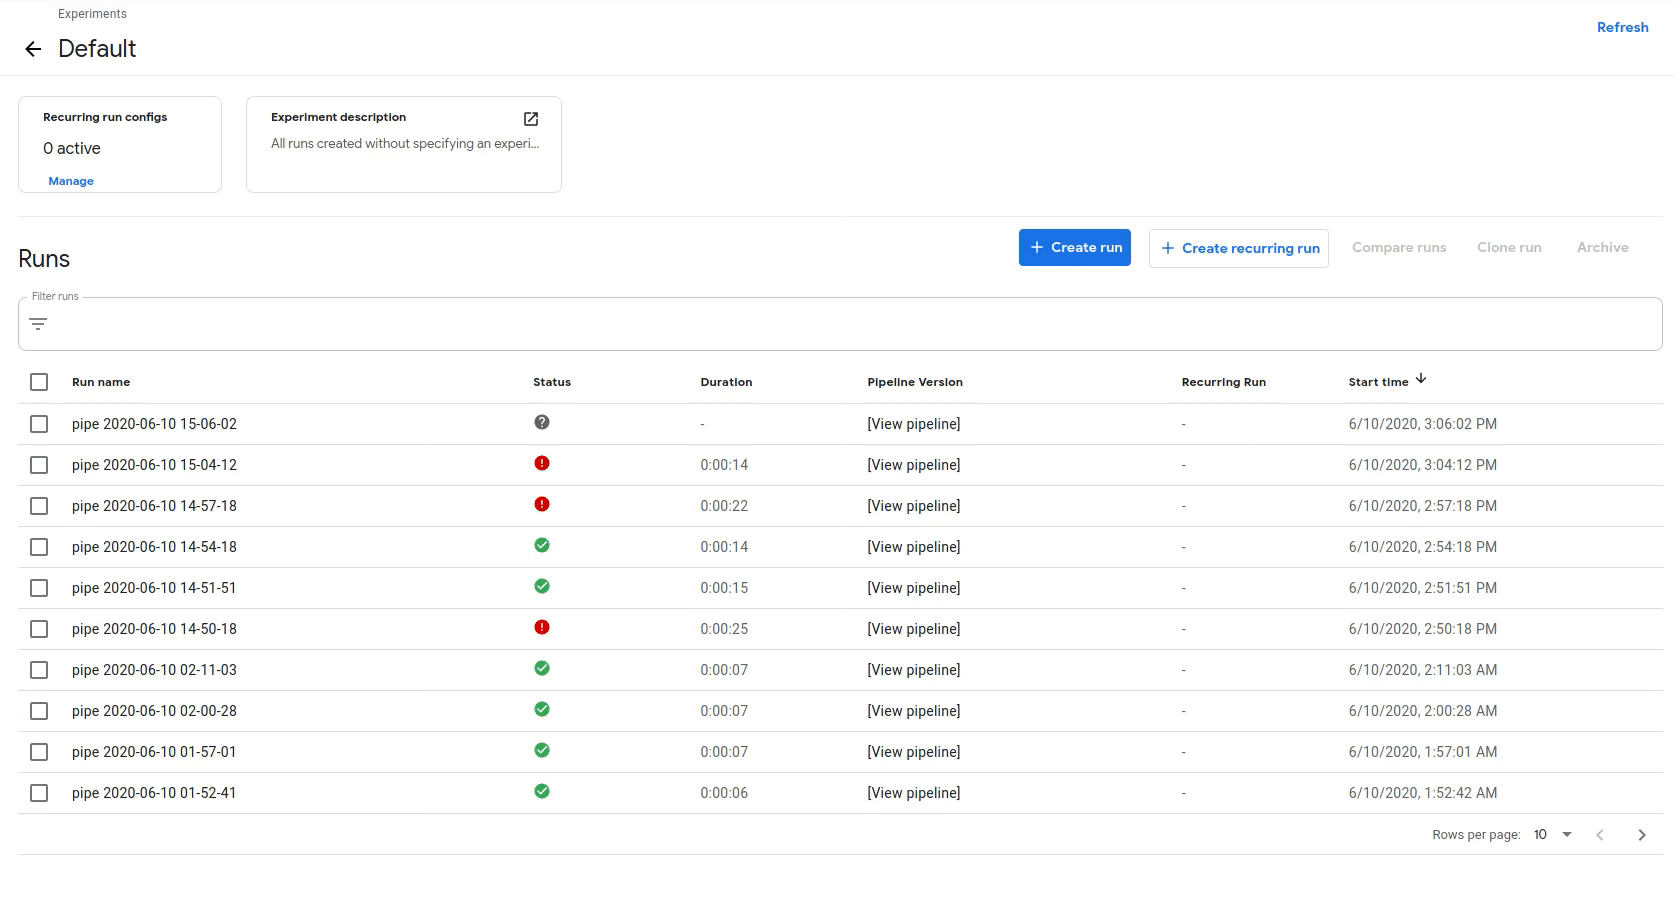 Experiments
Default
Refresh
Recurring run configs
0 active
Manage
Experiment description
All runs created without specifying an experi...
Runs
+ Create run
+ Create recurring run
Compare runs
Clone run
Archive
Filter runs
Run name Status Duration Pipeline Version Recurring Run Start time
pipe 2020-06-10 15-06-02 - [View pipeline] - 6/10/2020, 3:06:02 PM
pipe 2020-06-10 15-04-12 0:00:14 [View pipeline] - 6/10/2020, 3:04:12 PM
pipe 2020-06-10 14-57-18 0:00:22 [View pipeline] - 6/10/2020, 2:57:18 PM
pipe 2020-06-10 14-54-18 0:00:14 [View pipeline] - 6/10/2020, 2:54:18 PM
pipe 2020-06-10 14-51-51 0:00:15 [View pipeline] - 6/10/2020, 2:51:51 PM
pipe 2020-06-10 14-50-18 0:00:25 [View pipeline] - 6/10/2020, 2:50:18 PM
pipe 2020-06-10 02-11-03 0:00:07 [View pipeline] - 6/10/2020, 2:11:03 AM
pipe 2020-06-10 02-00-28 0:00:07 [View pipeline] - 6/10/2020, 2:00:28 AM
pipe 2020-06-10 01-57-01 0:00:07 [View pipeline] - 6/10/2020, 1:57:01 AM
pipe 2020-06-10 01-52-41 0:00:06 [View pipeline] - 6/10/2020, 1:52:42 AM
Rows per page: 10